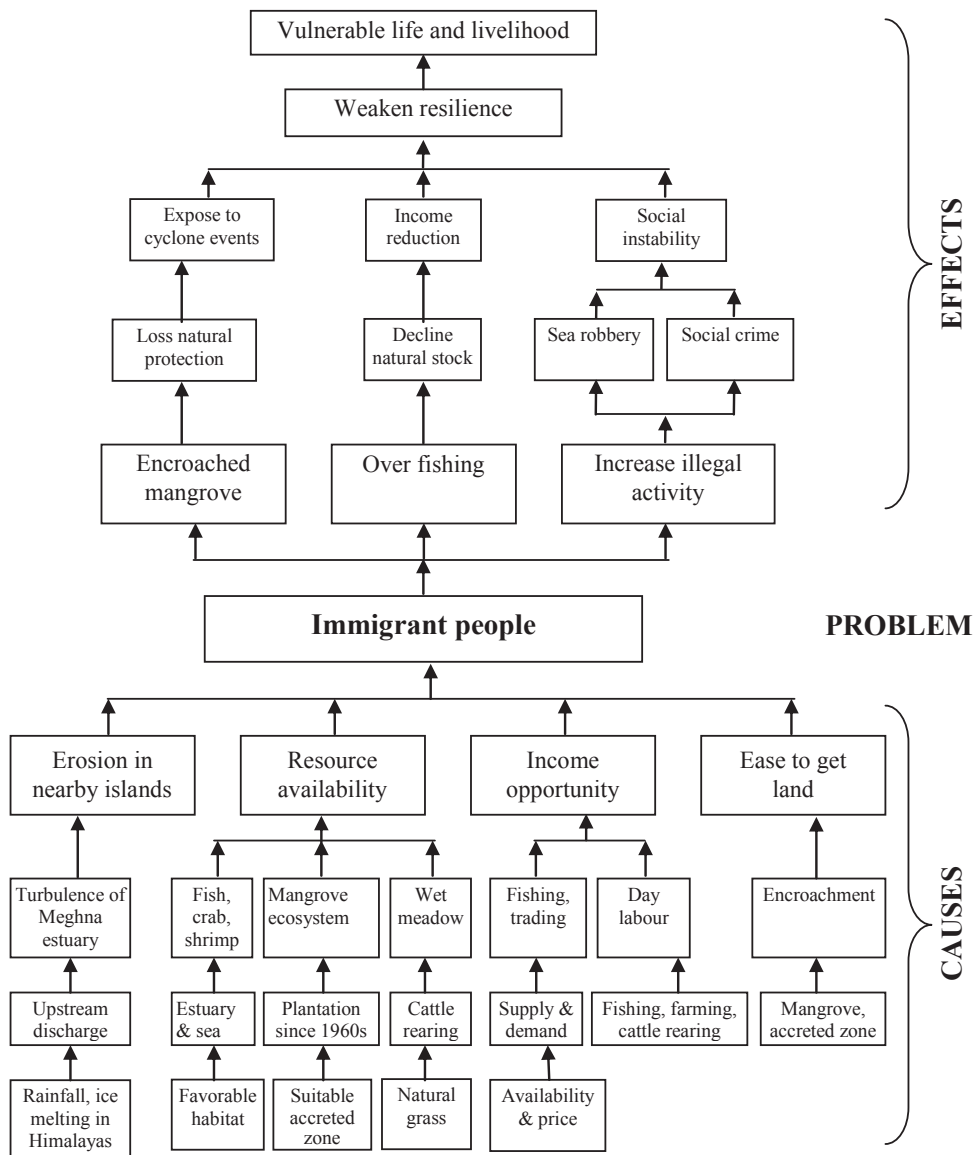 Vulnerable life and livelihood
Weaken resilience
Expose to
cyclone events
Income
reduction
Social
instability
Loss natural
protection
Decline
natural stock
Sea robbery
Social crime
Encroached
mangrove
Over fishing
Increase illegal
activity
EFFECTS
Immigrant people
PROBLEM
Erosion in
nearby islands
Resource
availability
Income
opportunity
Ease to get
land
Turbulence of
Meghna
estuary
Fish,
crab,
shrimp
Mangrove
ecosystem
Wet
meadow
Fishing,
trading
Day
labour
Encroachment
Upstream
discharge
Estuary
& sea
Plantation
since 1960s
Cattle
rearing
Supply &
demand
Fishing, farming,
cattle rearing
Mangrove,
accreted zone
Rainfall, ice
melting in
Himalayas
Favorable
habitat
Suitable
accreted
zone
Natural
grass
Availability
& price
CAUSES